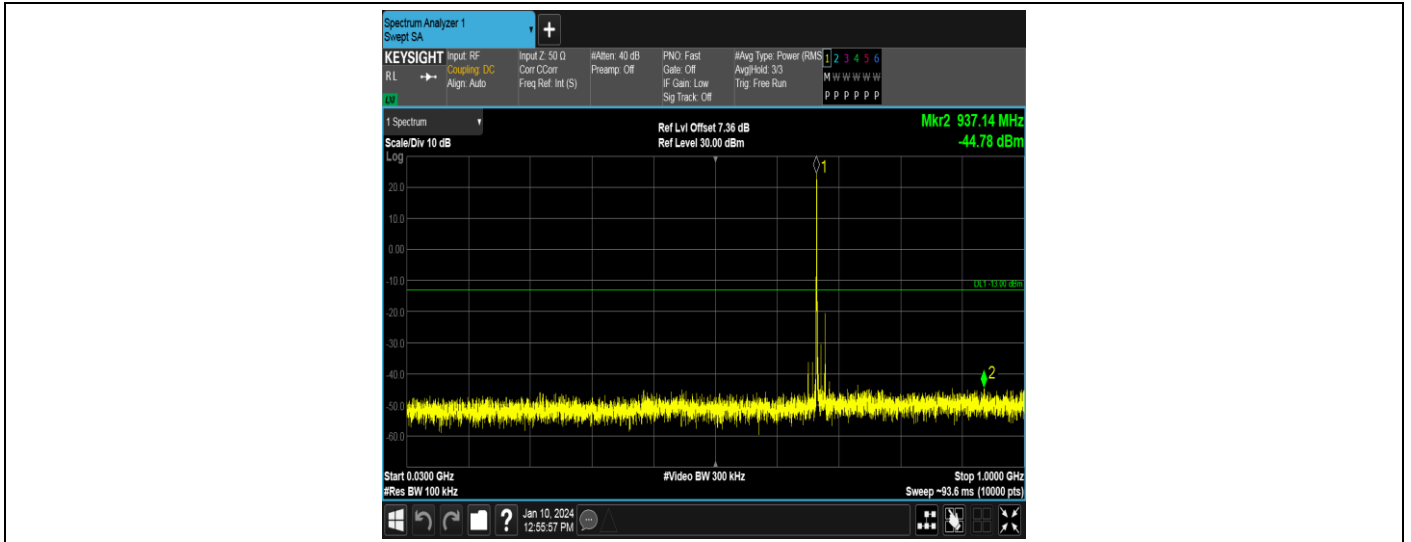 Spectrum Analyzer 1
Swept SA
+
KEYSIGHT
RL
LXI
Input: RF
Coupling: DC
Align: Auto
Input Z: 50 Ω
Corr CCorr
Freq Ref: Int (S)
#Atten: 40 dB
Preamp: Off
PNO: Fast
Gate: Off
IF Gain: Low
Sig Track: Off
#Avg Type: Power (RMS
Avg|Hold: 3/3
Trig: Free Run
1 2 3 4 5 6
M W W W W W
P P P P P P
1 Spectrum
Scale/Div 10 dB
Log
Ref Lvl Offset 7.36 dB
Ref Level 30.00 dBm
Mkr2 937.14 MHz
-44.78 dBm
1
20.0
10.0
0.00
-10.0
DL1 -13.00 dBm
-20.0
-30.0
-40.0
2
-50.0
-60.0
Start 0.0300 GHz
#Res BW 100 kHz
#Video BW 300 kHz
Stop 1.0000 GHz
Sweep ~93.6 ms (10000 pts)
?
Jan 10, 2024
12:55:57 PM